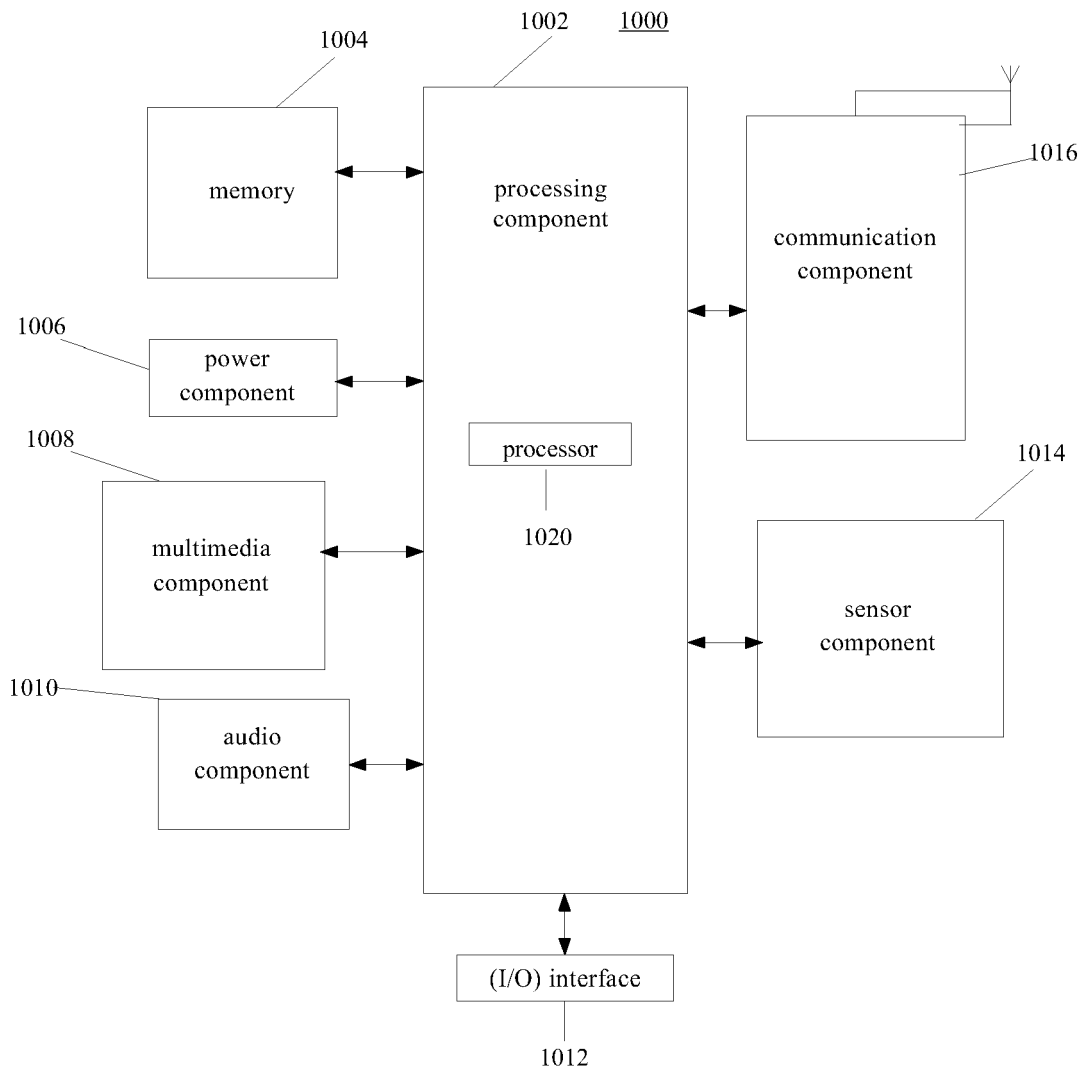 1002
1000
1004
memory
processing
component
1016
communication
component
1006
power
component
1008
processor
1014
1020
multimedia
component
sensor
component
1010
audio
component
(I/O) interface
1012